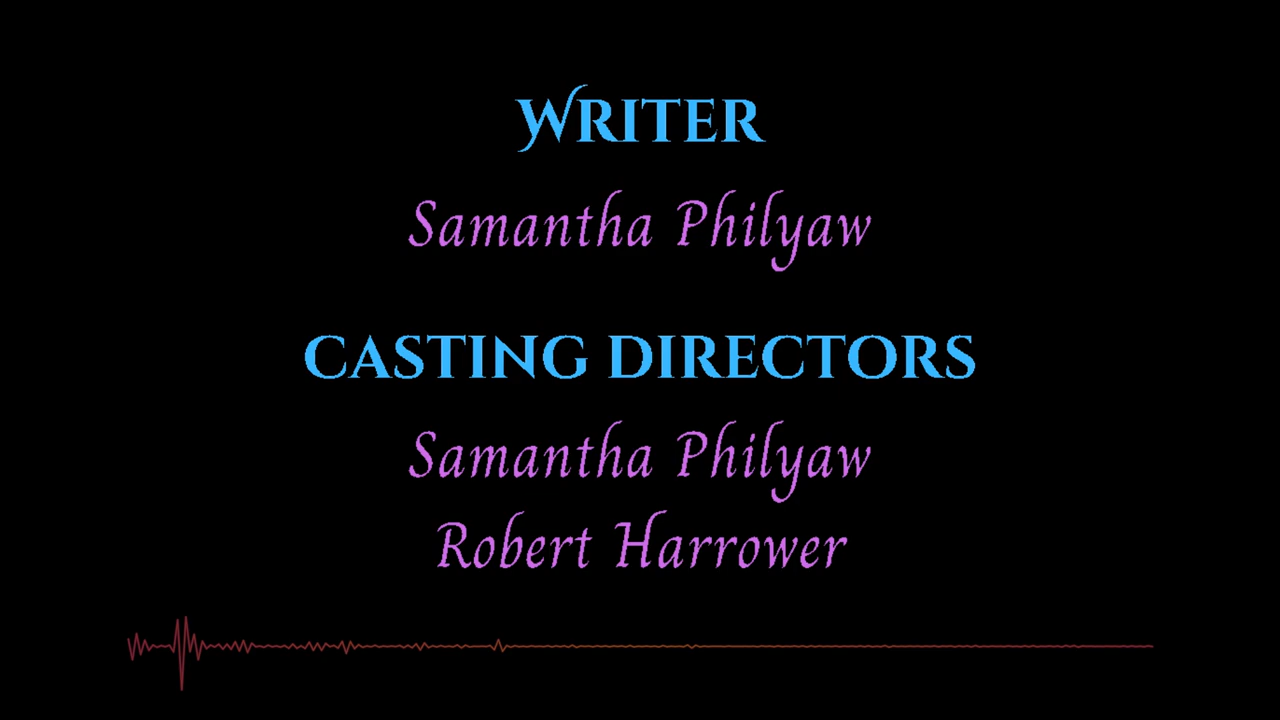 WRITER
Samantha Philyaw
CASTING DIRECTORS
Samantha Philyaw
Robert Harrower